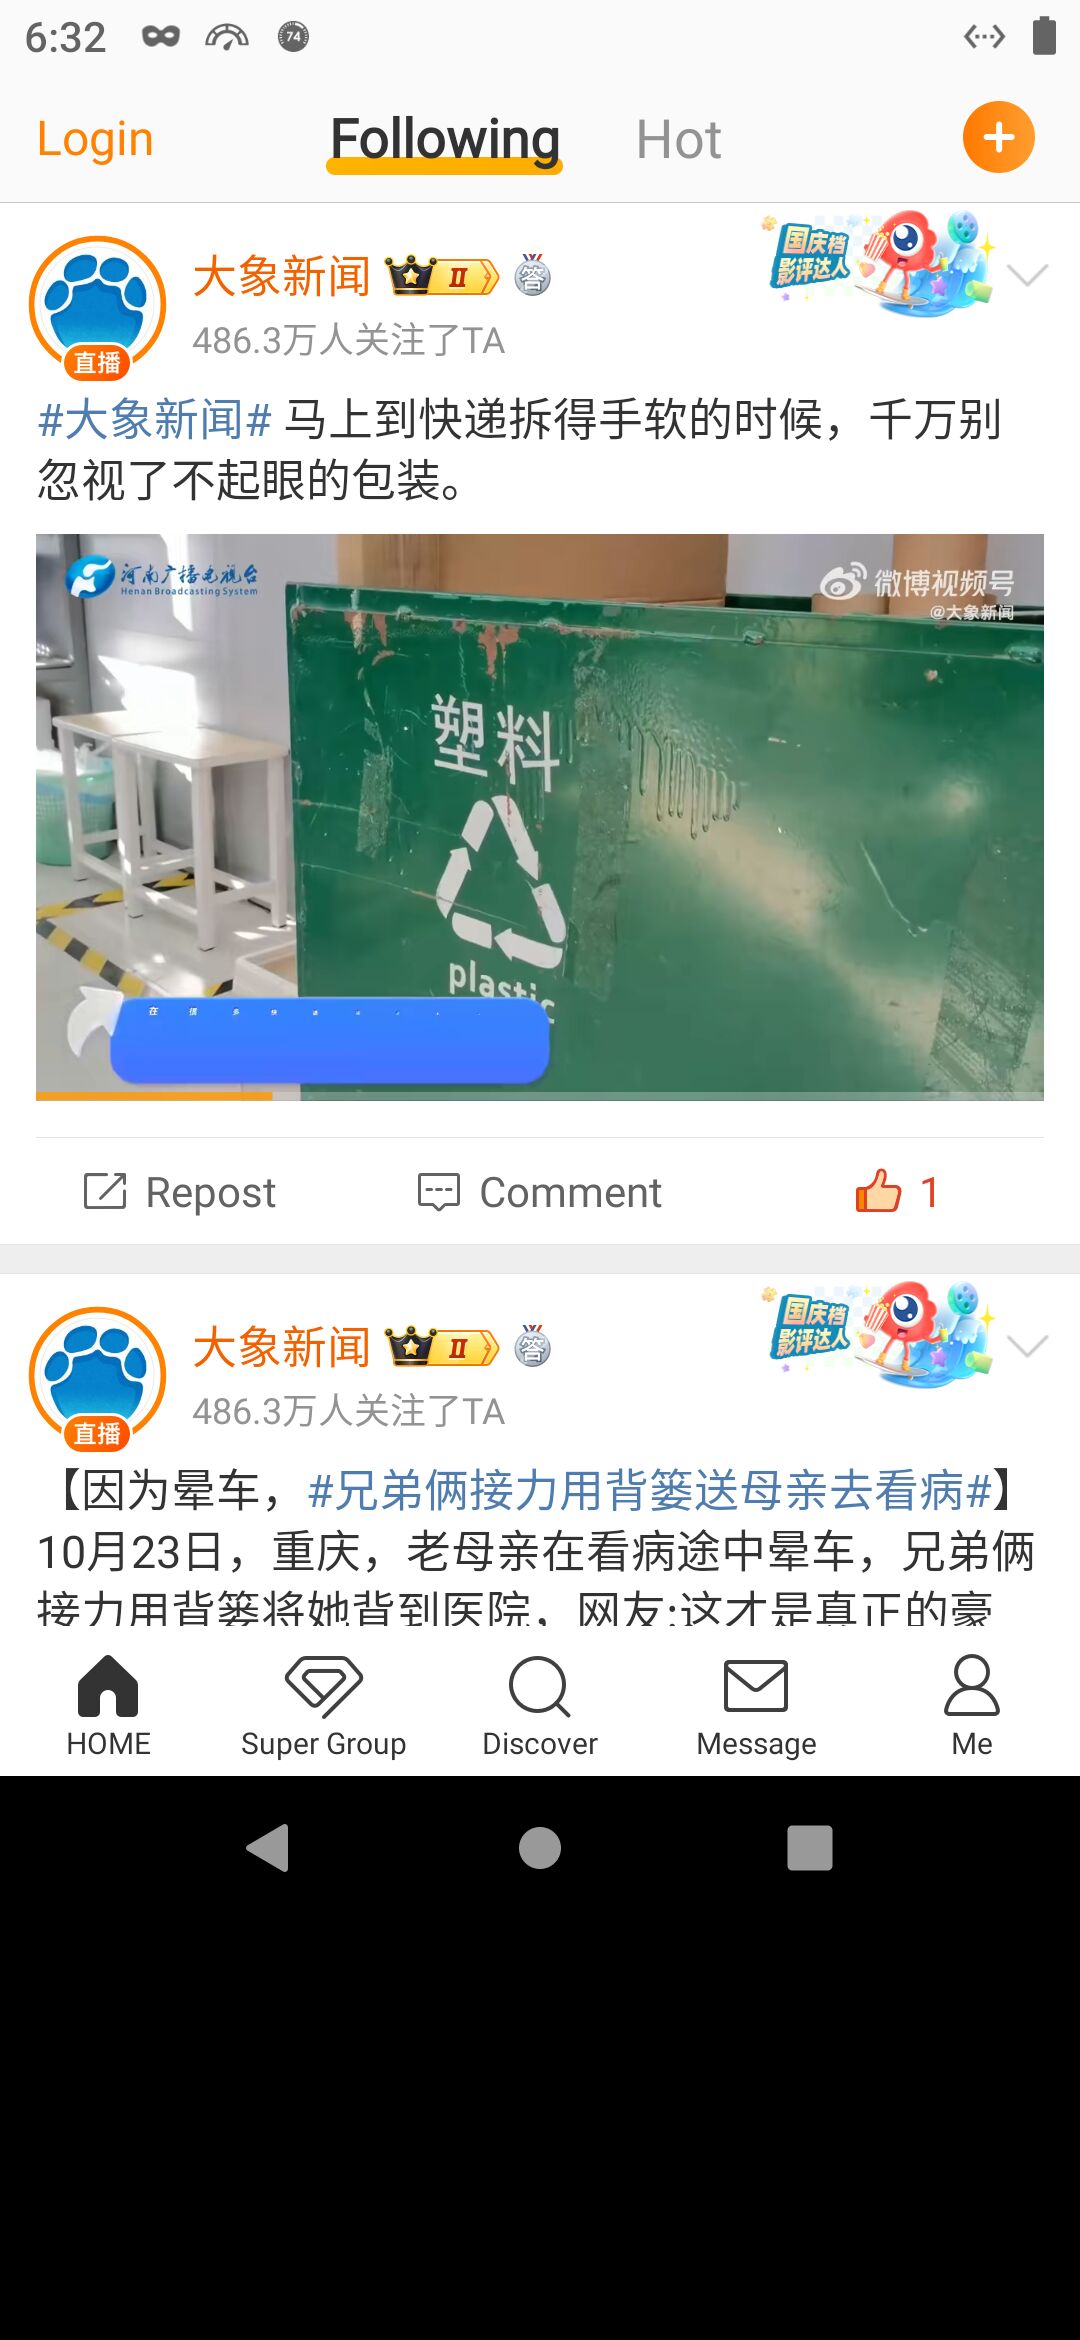 6:32
74
Login
Following
Hot
国庆档
影评达人
大象新闻
II
答
486.3万人关注了TA
直播
#大象新闻# 马上到快递拆得手软的时候，千万别
忽视了不起眼的包装。
河南广播电视台
Henan Broadcasting System
微博视频号
@大象新闻
塑料
plastic
在 信 多 快
Repost
Comment
1
国庆档
影评达人
大象新闻
II
答
486.3万人关注了TA
直播
【因为晕车，#兄弟俩接力用背篓送母亲去看病#】
10月23日，重庆，老母亲在看病途中晕车，兄弟俩
接力用背篓将她背到医院，网友:这才是真正的豪
HOME
Super Group
Discover
Message
Me